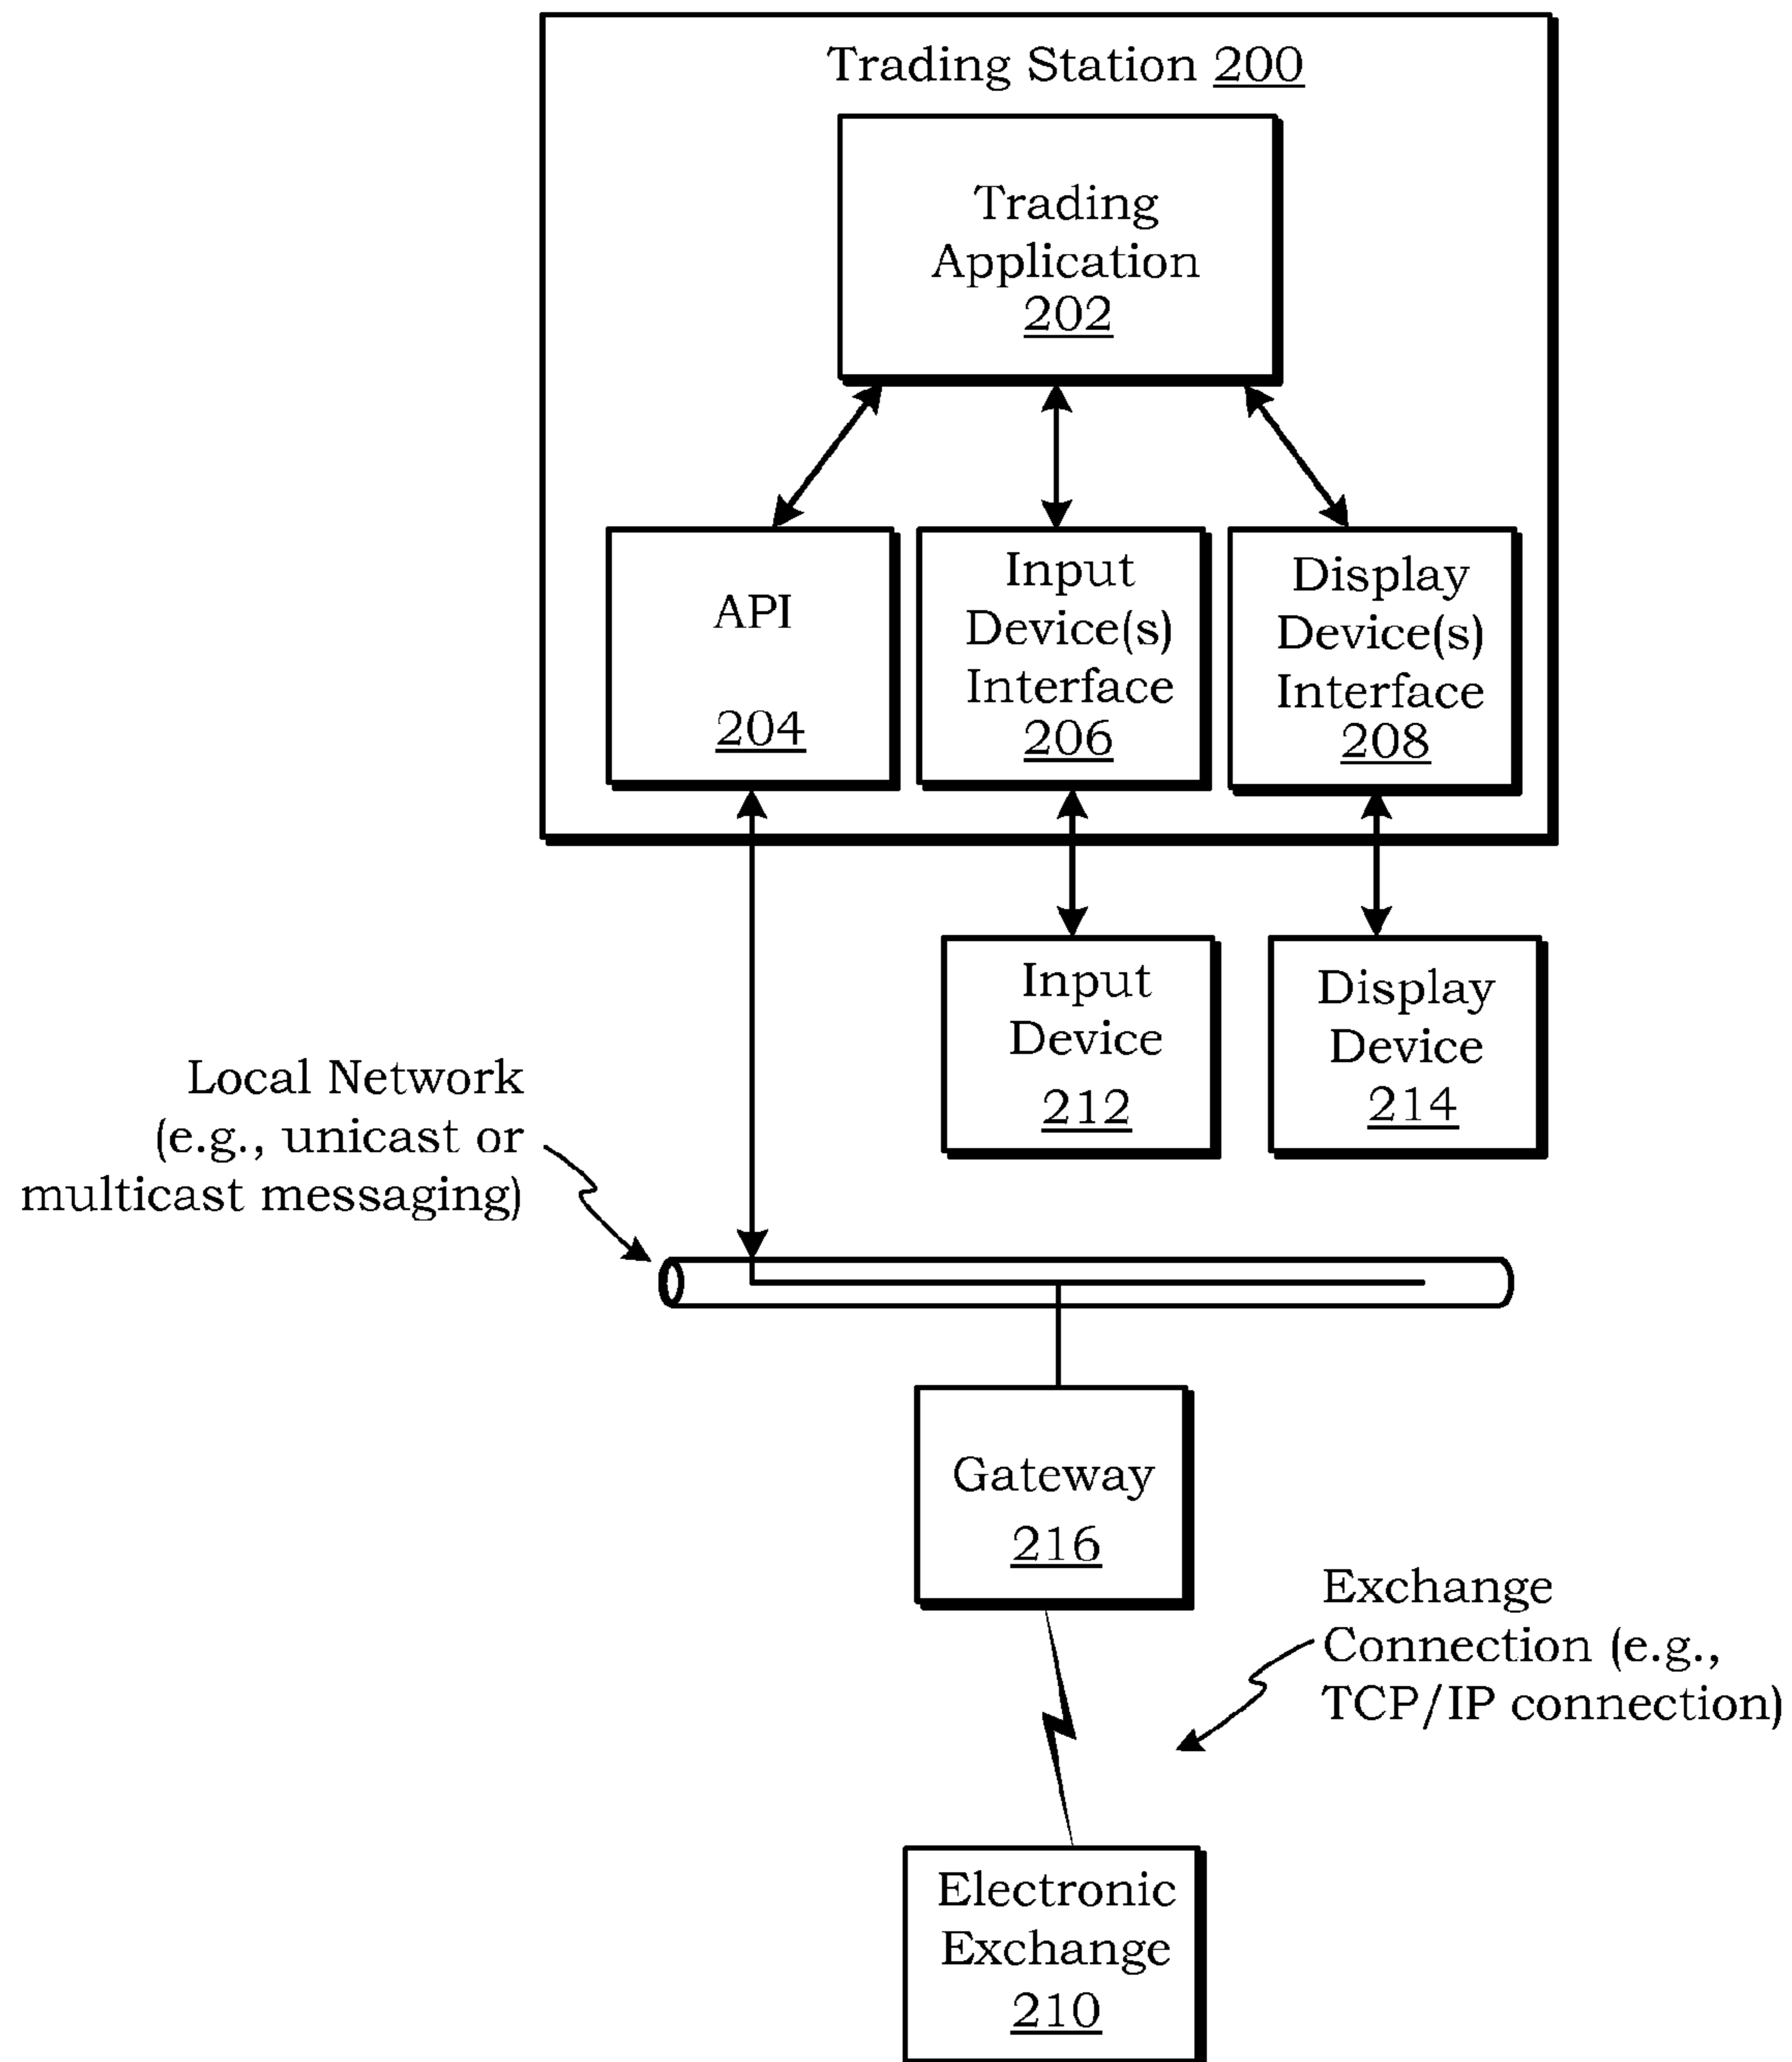 Trading Station 200
Trading
Application
202
API
204
Input
Device(s)
Interface
206
Display
Device(s)
Interface
208
Input
Device
212
Display
Device
214
Local Network
(e.g., unicast or
multicast messaging)
Gateway
216
Exchange
Connection (e.g.,
TCP/IP connection)
Electronic
Exchange
210